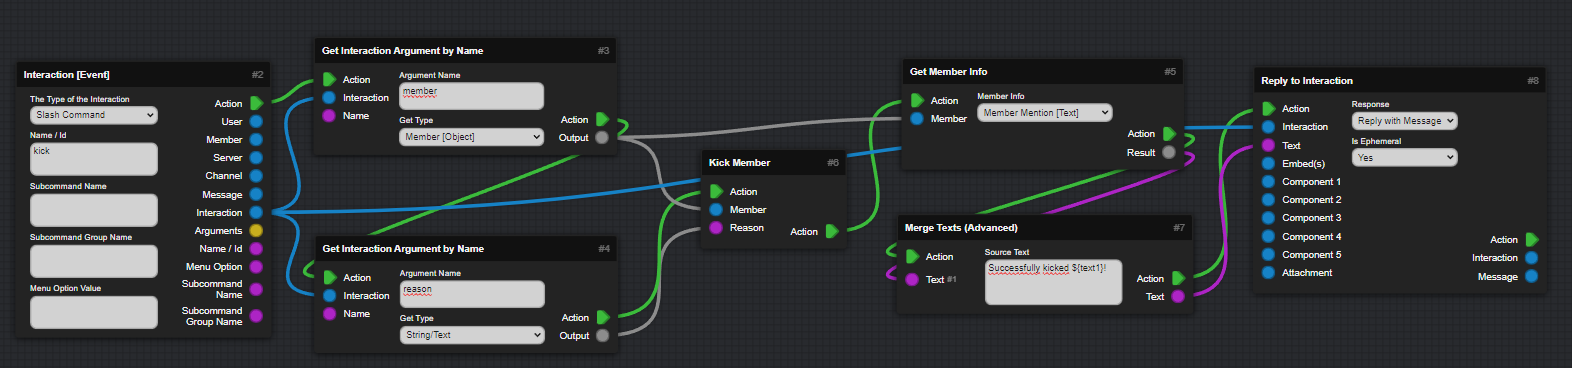 Interaction [Event] #2
The Type of the Interaction
Slash Command
Name / Id
kick
Subcommand Name
Subcommand Group Name
Menu Option Value
Action
User
Member
Server
Channel
Message
Interaction
Arguments
Name / Id
Menu Option
Subcommand
Name
Subcommand
Group Name
Get Interaction Argument by Name #3
Action
Interaction
Name
Argument Name
member
Get Type
Member [Object]
Action
Output
Get Interaction Argument by Name #4
Action
Interaction
Name
Argument Name
reason
Get Type
String/Text
Action
Output
Kick Member #6
Action
Member
Reason
Action
Get Member Info #5
Action
Member
Member Info
Member Mention [Text]
Action
Result
Merge Texts (Advanced) #7
Action
Text #1
Source Text
Successfully kicked ${text1}!
Action
Text
Reply to Interaction #8
Action
Interaction
Text
Embed(s)
Component 1
Component 2
Component 3
Component 4
Component 5
Attachment
Response
Reply with Message
Is Ephemeral
Yes
Action
Interaction
Message